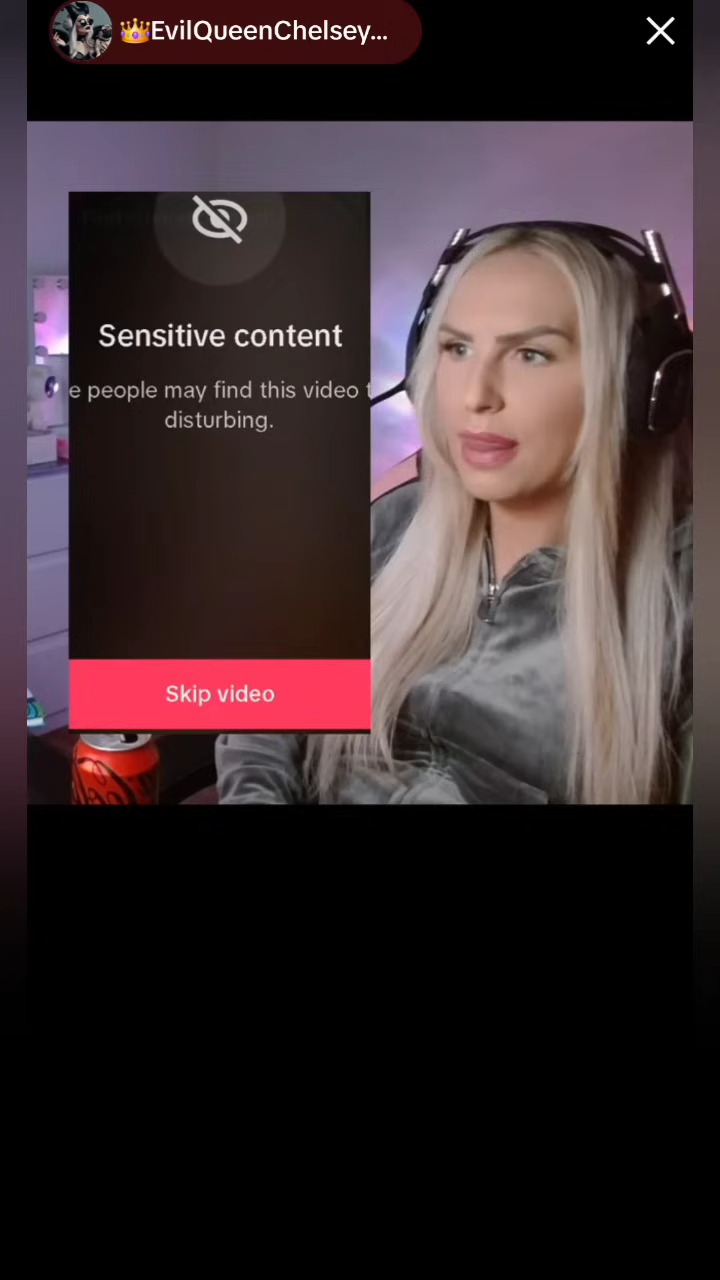 👑EvilQueenChelsey...
Sensitive content
e people may find this video t
disturbing.
Skip video